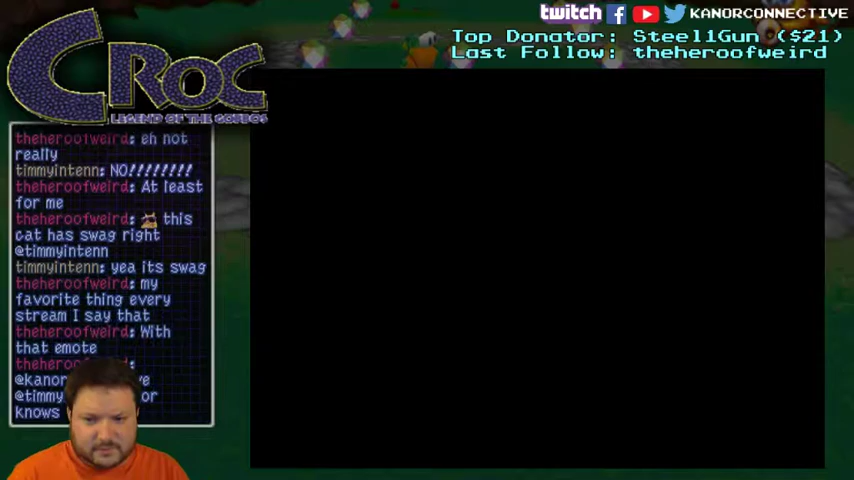 twitch KANORCONNECTIVE
Top Donator: Steel1Gun ($21)
Last Follow: theheroofweird
CROC
LEGEND OF THE GOBBOS
theheroofweird: eh not
really
timmyintenn: NO!!!!!!!!
theheroofweird: At least
for me
theheroofweird: this
cat has swag right
@timmyintenn
timmyintenn: yea its swag
theheroofweird: my
favorite thing every
stream I say that
theheroofweird: With
that emote
knows